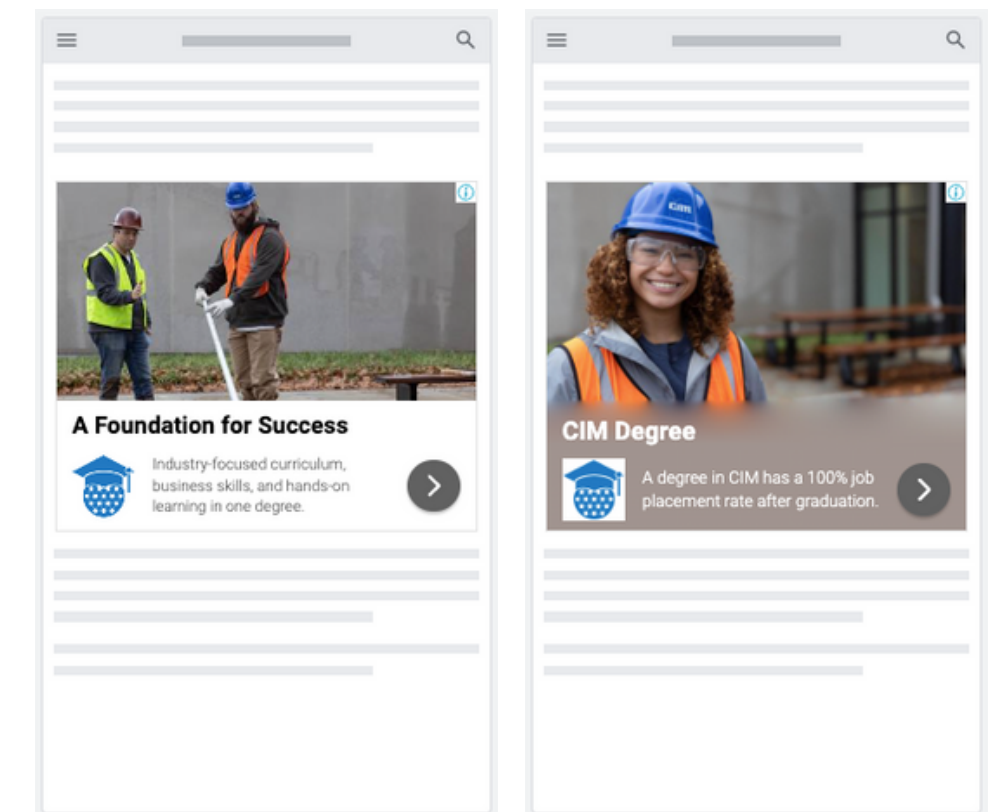 A Foundation for Success
Industry-focused curriculum,
business skills, and hands-on
learning in one degree.
CIM
CIM Degree
A degree in CIM has a 100% job
placement rate after graduation.